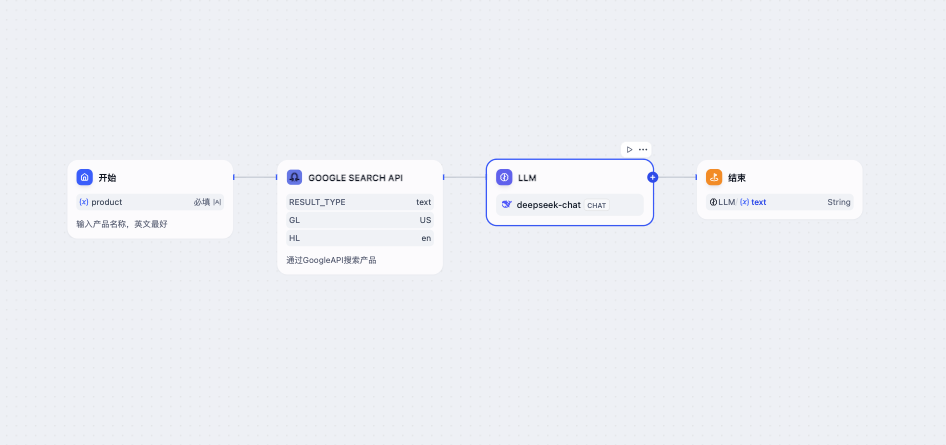 开始
(x) product 必填
输入产品名称，英文最好
GOOGLE SEARCH API
RESULT_TYPE text
GL US
HL en
通过GoogleAPI搜索产品
LLM
deepseek-chat CHAT
结束
LLM (x) text String